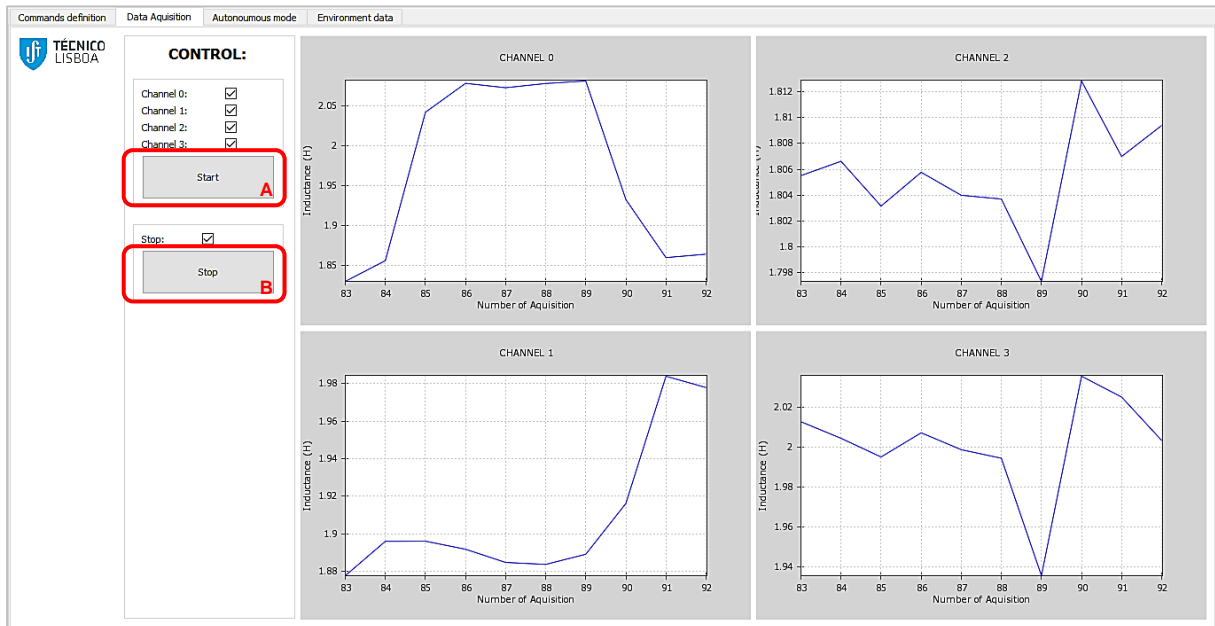 Commands definition
Data Aquisition
Autonoumous mode
Environment data
TÉCNICO
LISBOA
CONTROL:
Channel 0:
Channel 1:
Channel 2:
Channel 3:
Start
A
Stop:
Stop
B
CHANNEL 0
Inductance (H)
2.05
2
1.95
1.9
1.85
83 84 85 86 87 88 89 90 91 92
Number of Aquisition
CHANNEL 2
Inductance (H)
1.812
1.81
1.808
1.806
1.804
1.802
1.8
1.798
83 84 85 86 87 88 89 90 91 92
Number of Aquisition
CHANNEL 1
Inductance (H)
1.98
1.96
1.94
1.92
1.9
1.88
83 84 85 86 87 88 89 90 91 92
Number of Aquisition
CHANNEL 3
Inductance (H)
2.02
2
1.98
1.96
1.94
83 84 85 86 87 88 89 90 91 92
Number of Aquisition